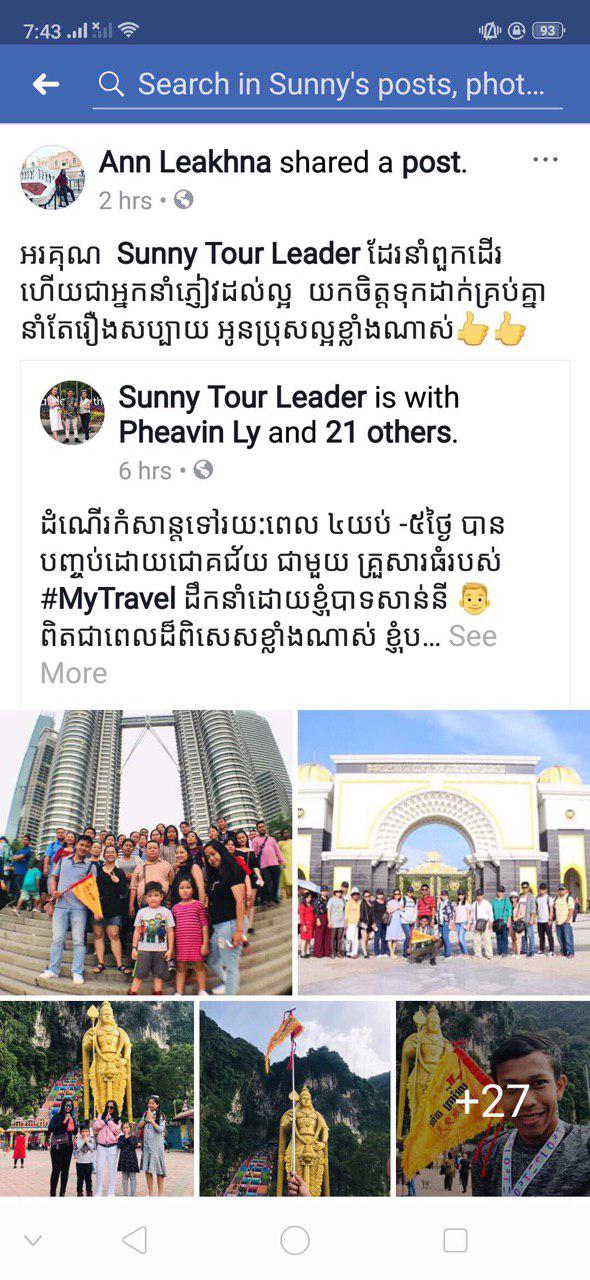 7:43
93
Search in Sunny's posts, phot...
Ann Leakhna shared a post.
2 hrs
អរគុណ Sunny Tour Leader ដែរនាំពួកដើរ
ហើយជាអ្នកនាំភ្ញៀវដល់ល្អ យកចិត្តទុកដាក់គ្រប់គ្នា
នាំតែរឿងសប្បាយ អូនប្រុសល្អខ្លាំងណាស់👍👍
Sunny Tour Leader is with
Pheavin Ly and 21 others.
6 hrs
ដំណើរកំសាន្តទៅរយ:ពេល ៤យប់ -៥ថ្ងៃ បាន
បញ្ចប់ដោយជោគជ័យ ជាមួយ គ្រួសារធំរបស់
#MyTravel ដឹកនាំដោយខ្ញុំបាទសាន់នី 👨
ពិតជាពេលដ៏ពិសេសខ្លាំងណាស់ ខ្ញុំប... See
More
+27